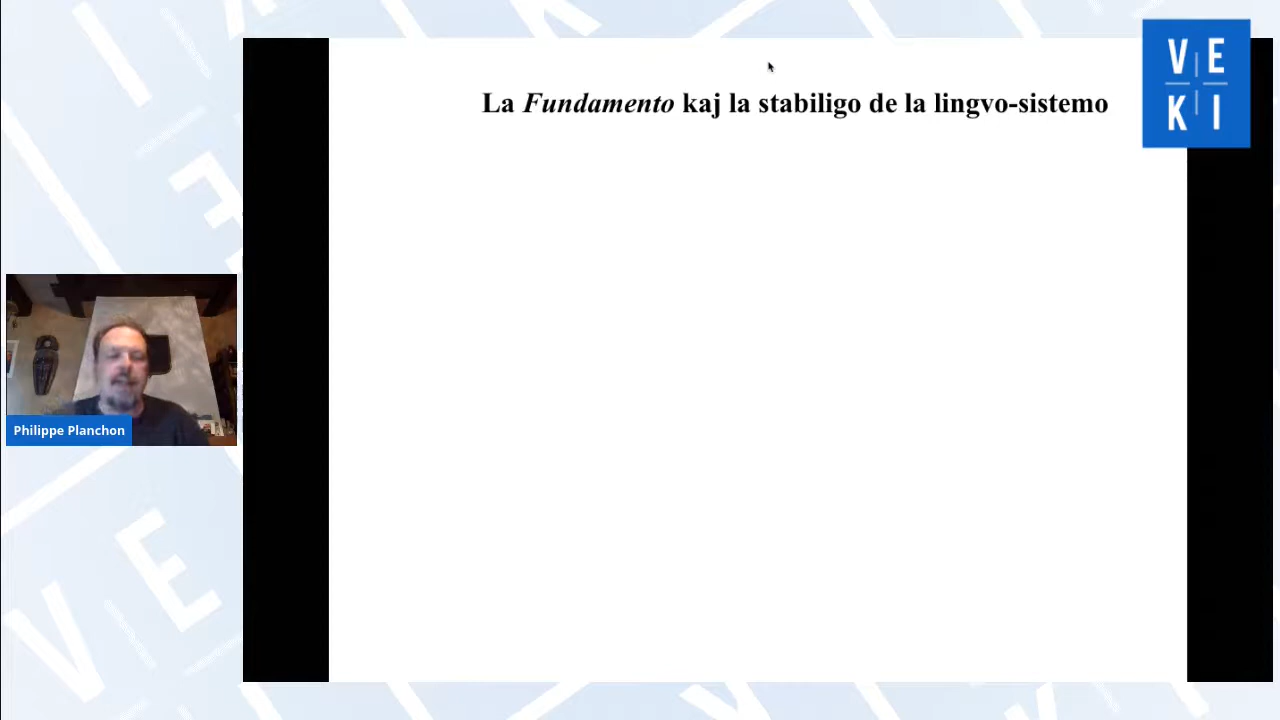 La Fundamento kaj la stabiligo de la lingvo-sistemo
V E
K I
Philippe Planchon